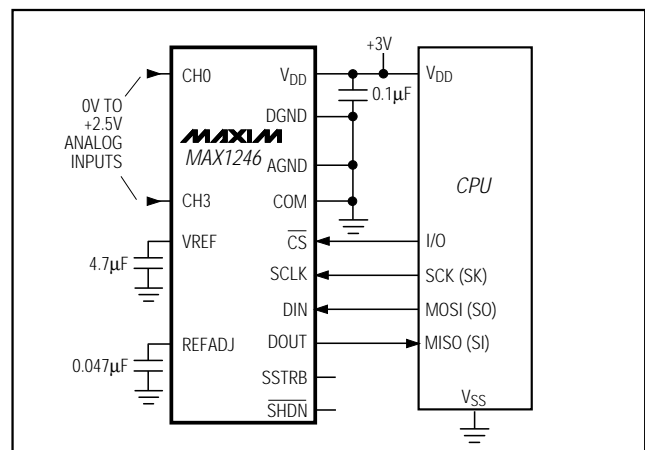 +3V
CH0
VDD
VDD
0V TO
+2.5V
ANALOG
INPUTS
0.1µF
DGND
MAXIM
MAX1246
AGND
CPU
CH3
COM
VREF
CS
I/O
4.7µF
SCLK
SCK (SK)
DIN
MOSI (SO)
REFADJ
DOUT
MISO (SI)
0.047µF
SSTRB
SHDN
VSS